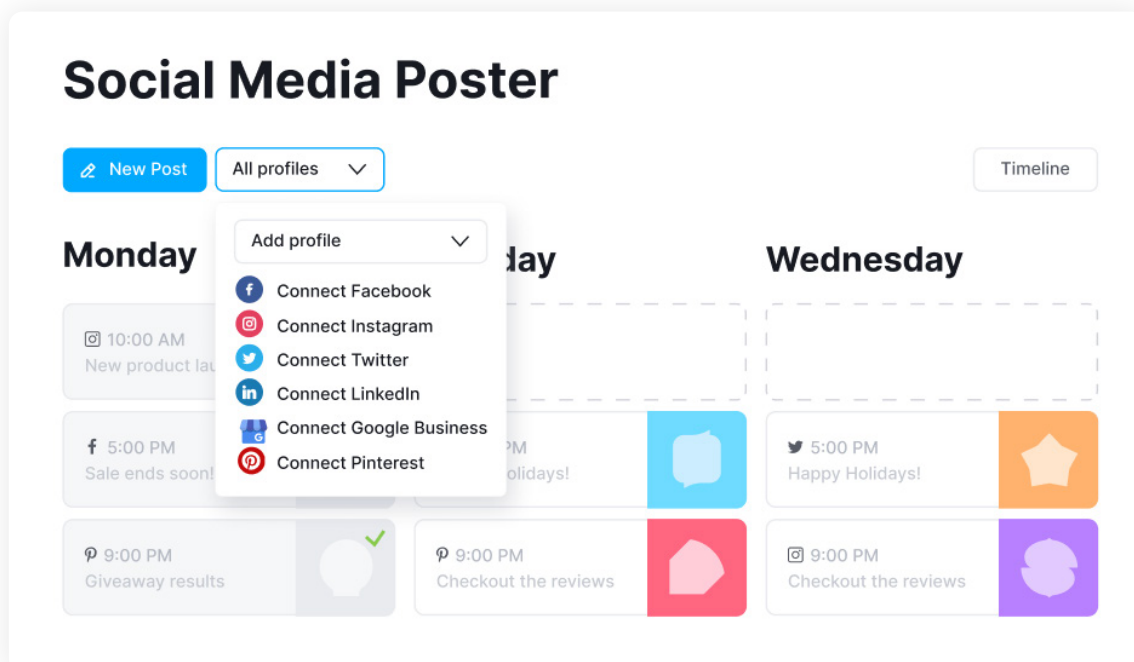 Social Media Poster
New Post
All profiles
Timeline
Add profile
Monday
day
Wednesday
Connect Facebook
Connect Instagram
Connect Twitter
Connect LinkedIn
Connect Google Business
Connect Pinterest
10:00 AM
New product lau
5:00 PM
Sale ends soon!
9:00 PM
Giveaway results
PM
olidays!
9:00 PM
Checkout the reviews
5:00 PM
Happy Holidays!
9:00 PM
Checkout the reviews